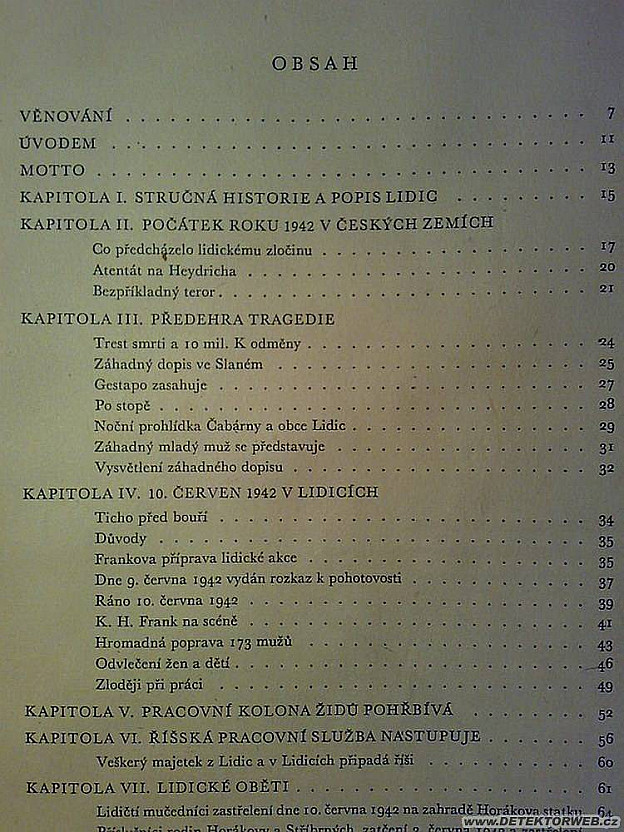 OBSAH
VĚNOVÁNÍ . . . . . . . . . . . . . . . . . . . . 7
ÚVODEM . . . . . . . . . . . . . . . . . . . . 11
MOTTO . . . . . . . . . . . . . . . . . . . . 13
KAPITOLA I. STRUČNÁ HISTORIE A POPIS LIDIC . . . . . . . 15
KAPITOLA II. POČÁTEK ROKU 1942 V ČESKÝCH ZEMÍCH
Co předcházelo lidickému zločinu . . . . . . . . . . . . 17
Atentát na Heydricha . . . . . . . . . . . . . . . 20
Bezpříkladný teror . . . . . . . . . . . . . . . . 21
KAPITOLA III. PŘEDEHRA TRAGEDIE
Trest smrti a 10 mil. K odměny . . . . . . . . . . . . 24
Záhadný dopis ve Slaném . . . . . . . . . . . . . . 25
Gestapo zasahuje . . . . . . . . . . . . . . . . 27
Po stopě . . . . . . . . . . . . . . . . . . . 28
Noční prohlídka Čabárny a obce Lidic . . . . . . . . . . 29
Záhadný mladý muž se představuje . . . . . . . . . . . 31
Vysvětlení záhadného dopisu . . . . . . . . . . . . . 32
KAPITOLA IV. 10. ČERVEN 1942 V LIDICÍCH
Ticho před bouří . . . . . . . . . . . . . . . . 34
Důvody . . . . . . . . . . . . . . . . . . . 35
Frankova příprava lidické akce . . . . . . . . . . . . 35
Dne 9. června 1942 vydán rozkaz k pohotovosti . . . . . . . 37
Ráno 10. června 1942 . . . . . . . . . . . . . . . 39
K. H. Frank na scéně . . . . . . . . . . . . . . . 41
Hromadná poprava 173 mužů . . . . . . . . . . . . . 43
Odvlečení žen a dětí . . . . . . . . . . . . . . . 46
Zloději při práci . . . . . . . . . . . . . . . . 49
KAPITOLA V. PRACOVNÍ KOLONA ŽIDŮ POHŘBÍVÁ . . . . . . 52
KAPITOLA VI. ŘÍŠSKÁ PRACOVNÍ SLUŽBA NASTUPUJE . . . . . 56
Veškerý majetek z Lidic a v Lidicích připadá říši . . . . . . . 60
KAPITOLA VII. LIDICKÉ OBĚTI . . . . . . . . . . . . . 61
Lidičtí mučedníci zastřelení dne 10. června 1942 na zahradě Horákova statku . 64
Příslušníci rodin Horákovy a Stříbrných, zatčení
WWW.DETEKTORWEB.CZ